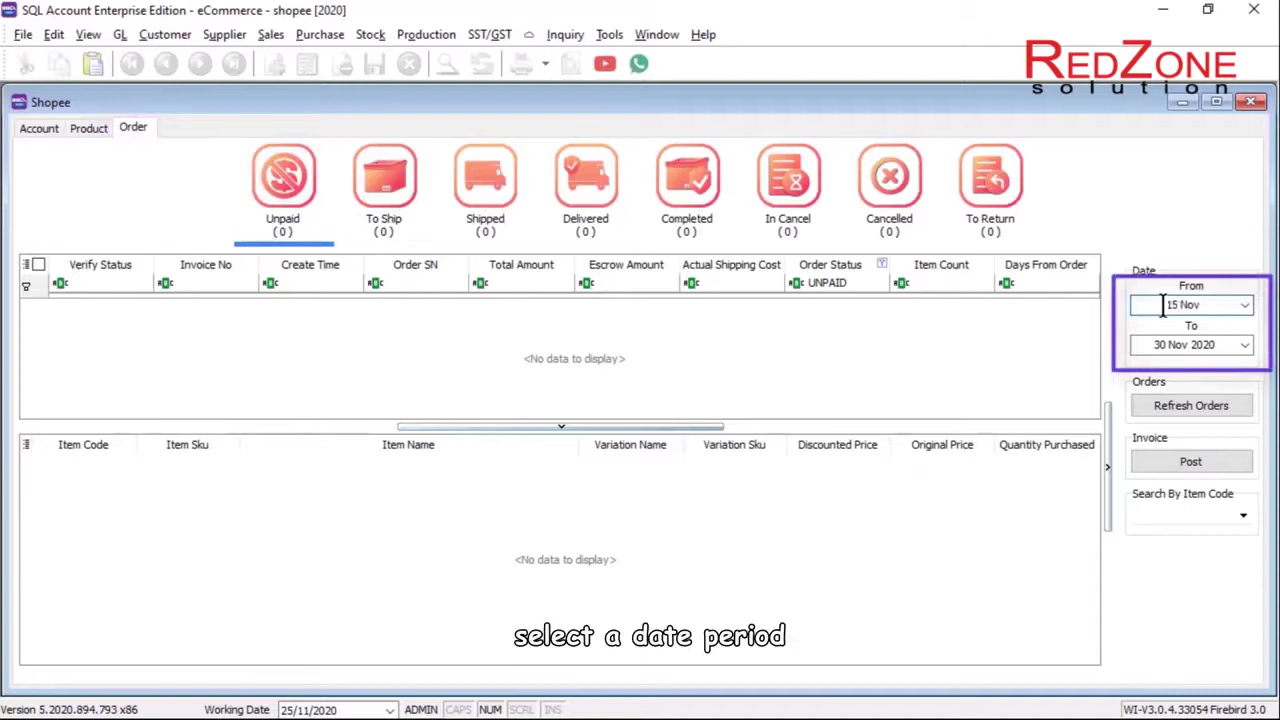 SQL Account Enterprise Edition - eCommerce - shopee [2020]
File Edit View GL Customer Supplier Sales Purchase Stock Production SST/GST Inquiry Tools Window Help
REDZONE
solution
Shopee
Account Product Order
Unpaid To Ship Shipped Delivered Completed In Cancel Cancelled To Return
(0) (0) (0) (0) (0) (0) (0) (0)
Verify Status Invoice No Create Time Order SN Total Amount Escrow Amount Actual Shipping Cost Order Status Item Count Days From Order
UNPAID
<No data to display>
Date
From
15 Nov
To
30 Nov 2020
Orders
Refresh Orders
Invoice
Post
Search By Item Code
Item Code Item Sku Item Name Variation Name Variation Sku Discounted Price Original Price Quantity Purchased
<No data to display>
select a date period
Version 5.2020.894.793 x86 Working Date 25/11/2020 ADMIN CAPS NUM SCRL INS WI-V3.0.4.33054 Firebird 3.0